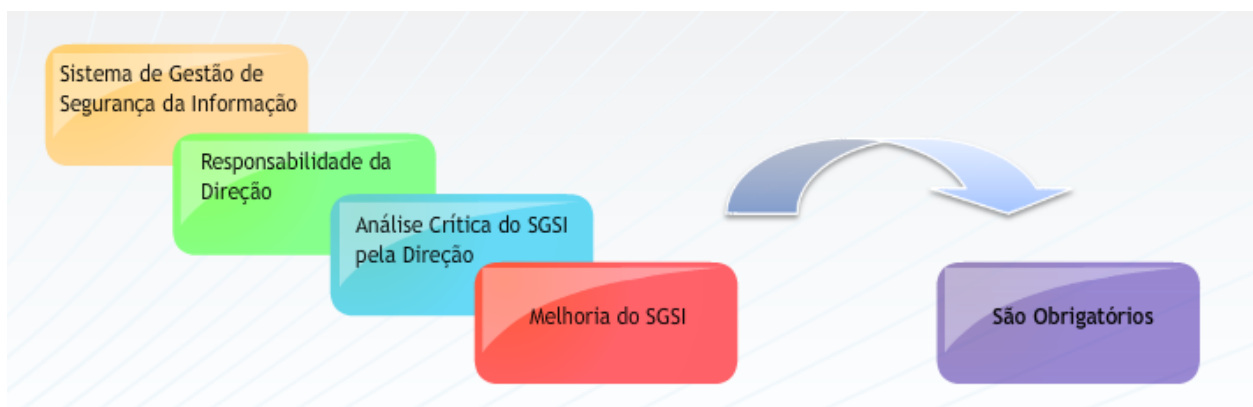 Sistema de Gestão de
Segurança da Informação
Responsabilidade da
Direção
Análise Crítica do SGSI
pela Direção
Melhoria do SGSI
São Obrigatórios